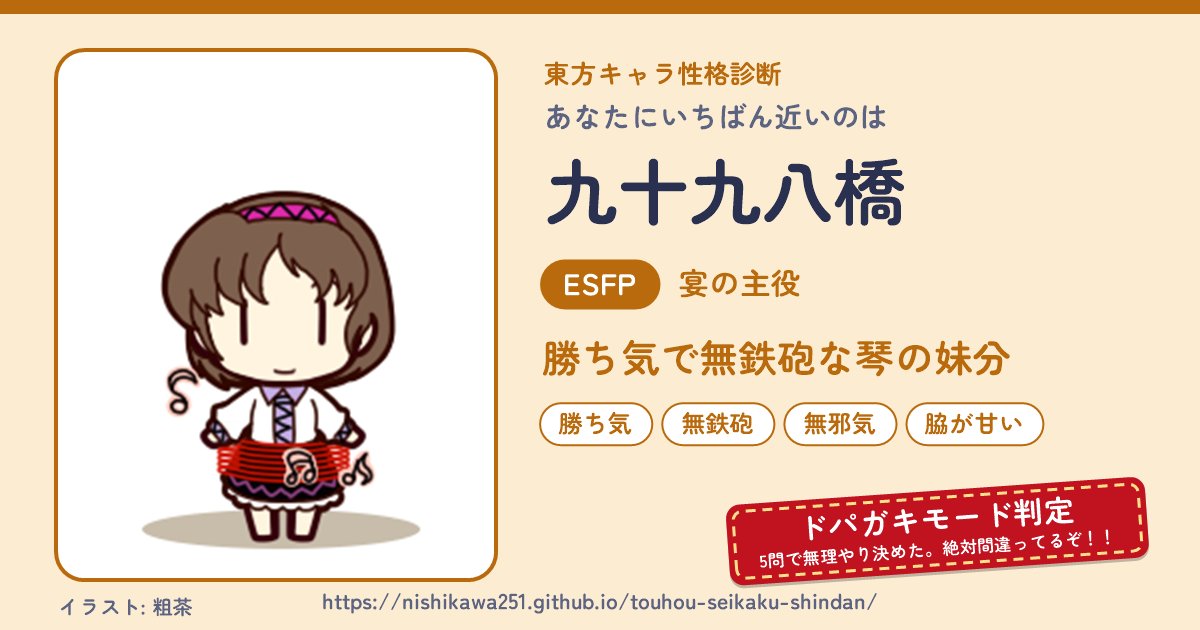 東方キャラ性格診断
あなたにいちばん近いのは
九十九八橋
ESFP 宴の主役
勝ち気で無鉄砲な琴の妹分
勝ち気 無鉄砲 無邪気 脇が甘い
ドパガキモード判定
5問で無理やり決めた。絶対間違ってるぞ！！
イラスト: 粗茶
https://nishikawa251.github.io/touhou-seikaku-shindan/